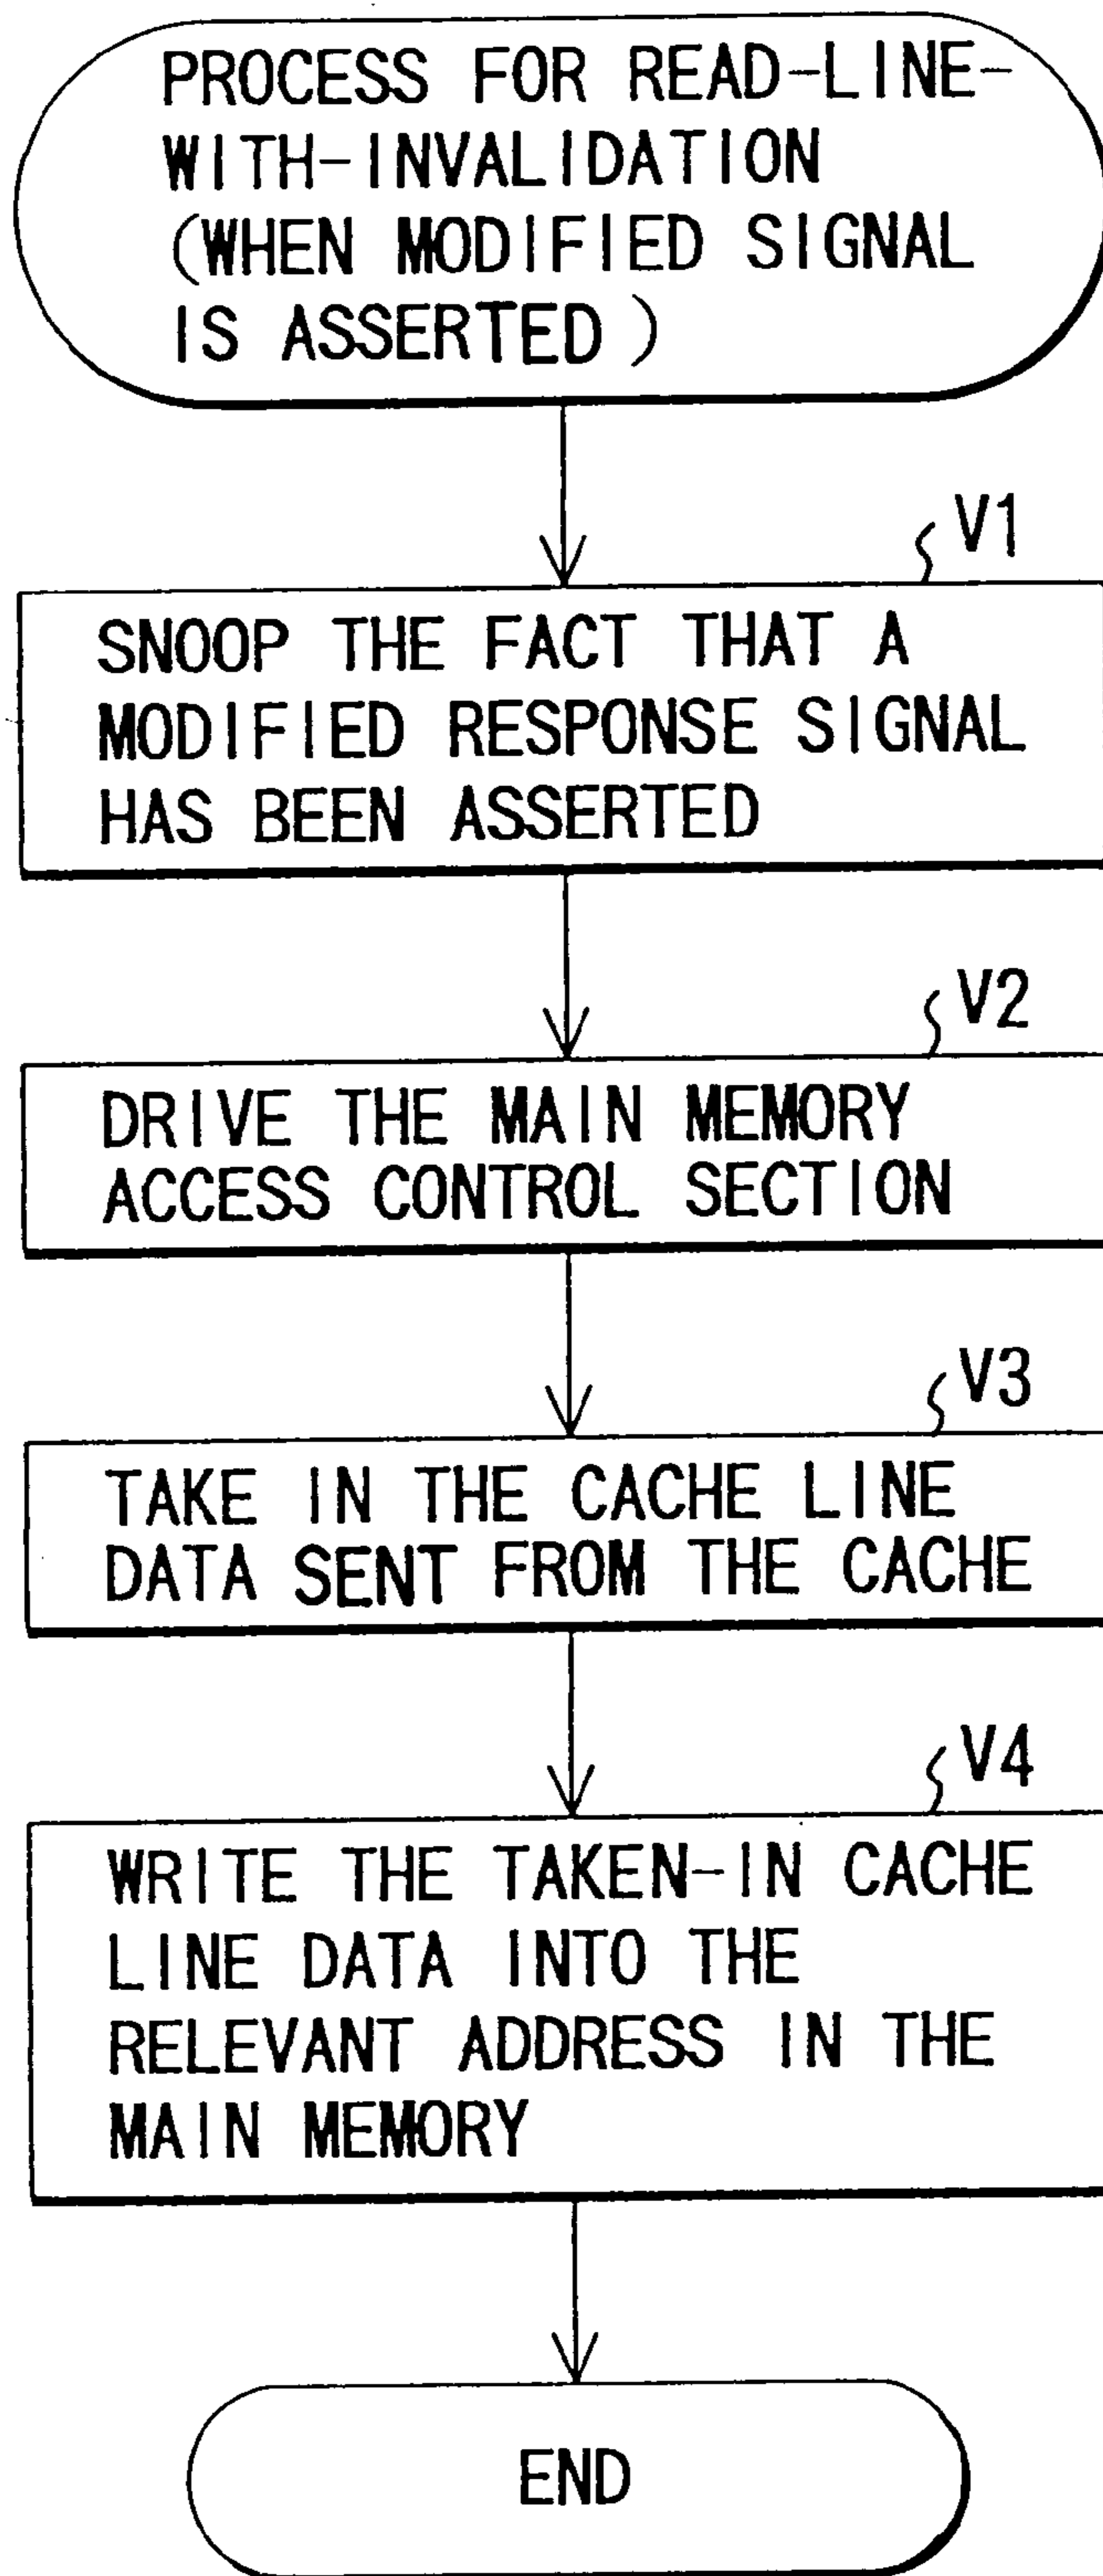 PROCESS FOR READ-LINE-
WITH-INVALIDATION
(WHEN MODIFIED SIGNAL
IS ASSERTED)
V1
SNOOP THE FACT THAT A
MODIFIED RESPONSE SIGNAL
HAS BEEN ASSERTED
V2
DRIVE THE MAIN MEMORY
ACCESS CONTROL SECTION
V3
TAKE IN THE CACHE LINE
DATA SENT FROM THE CACHE
V4
WRITE THE TAKEN-IN CACHE
LINE DATA INTO THE
RELEVANT ADDRESS IN THE
MAIN MEMORY
END